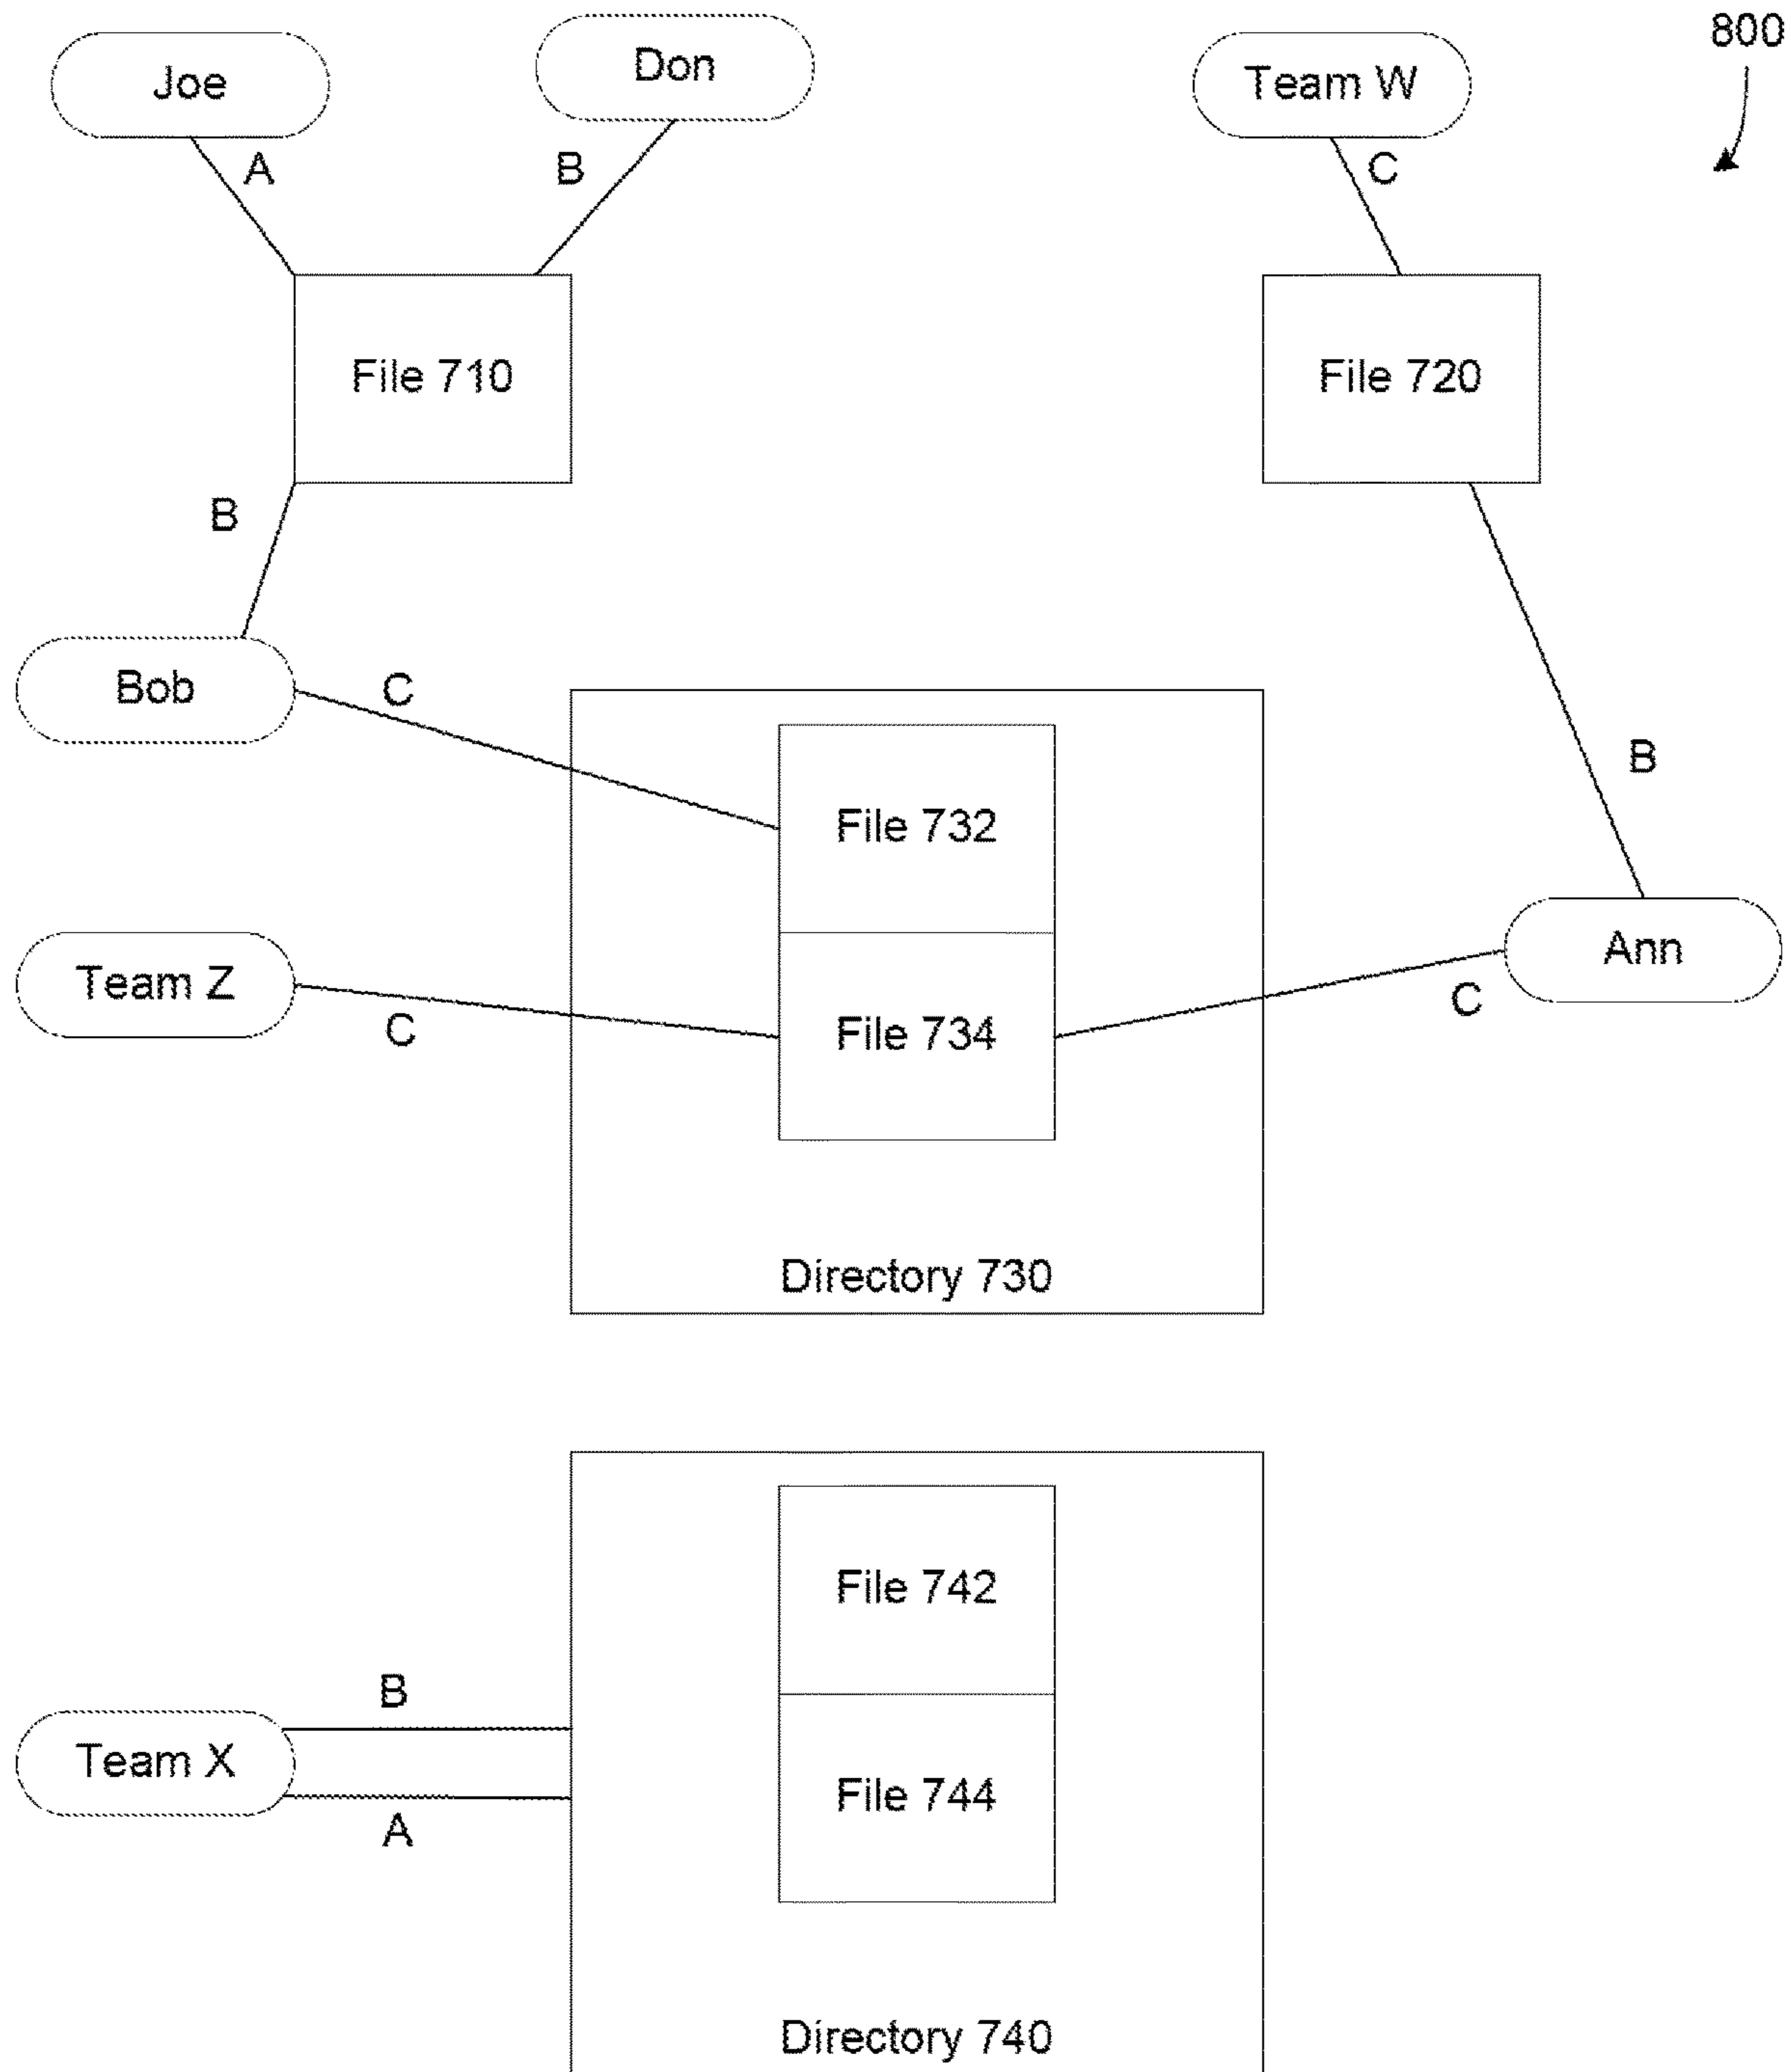 800
Joe
Don
Team W
A
B
C
File 710
File 720
B
Bob
C
B
File 732
Team Z
Ann
C
File 734
C
Directory 730
File 742
B
Team X
File 744
A
Directory 740